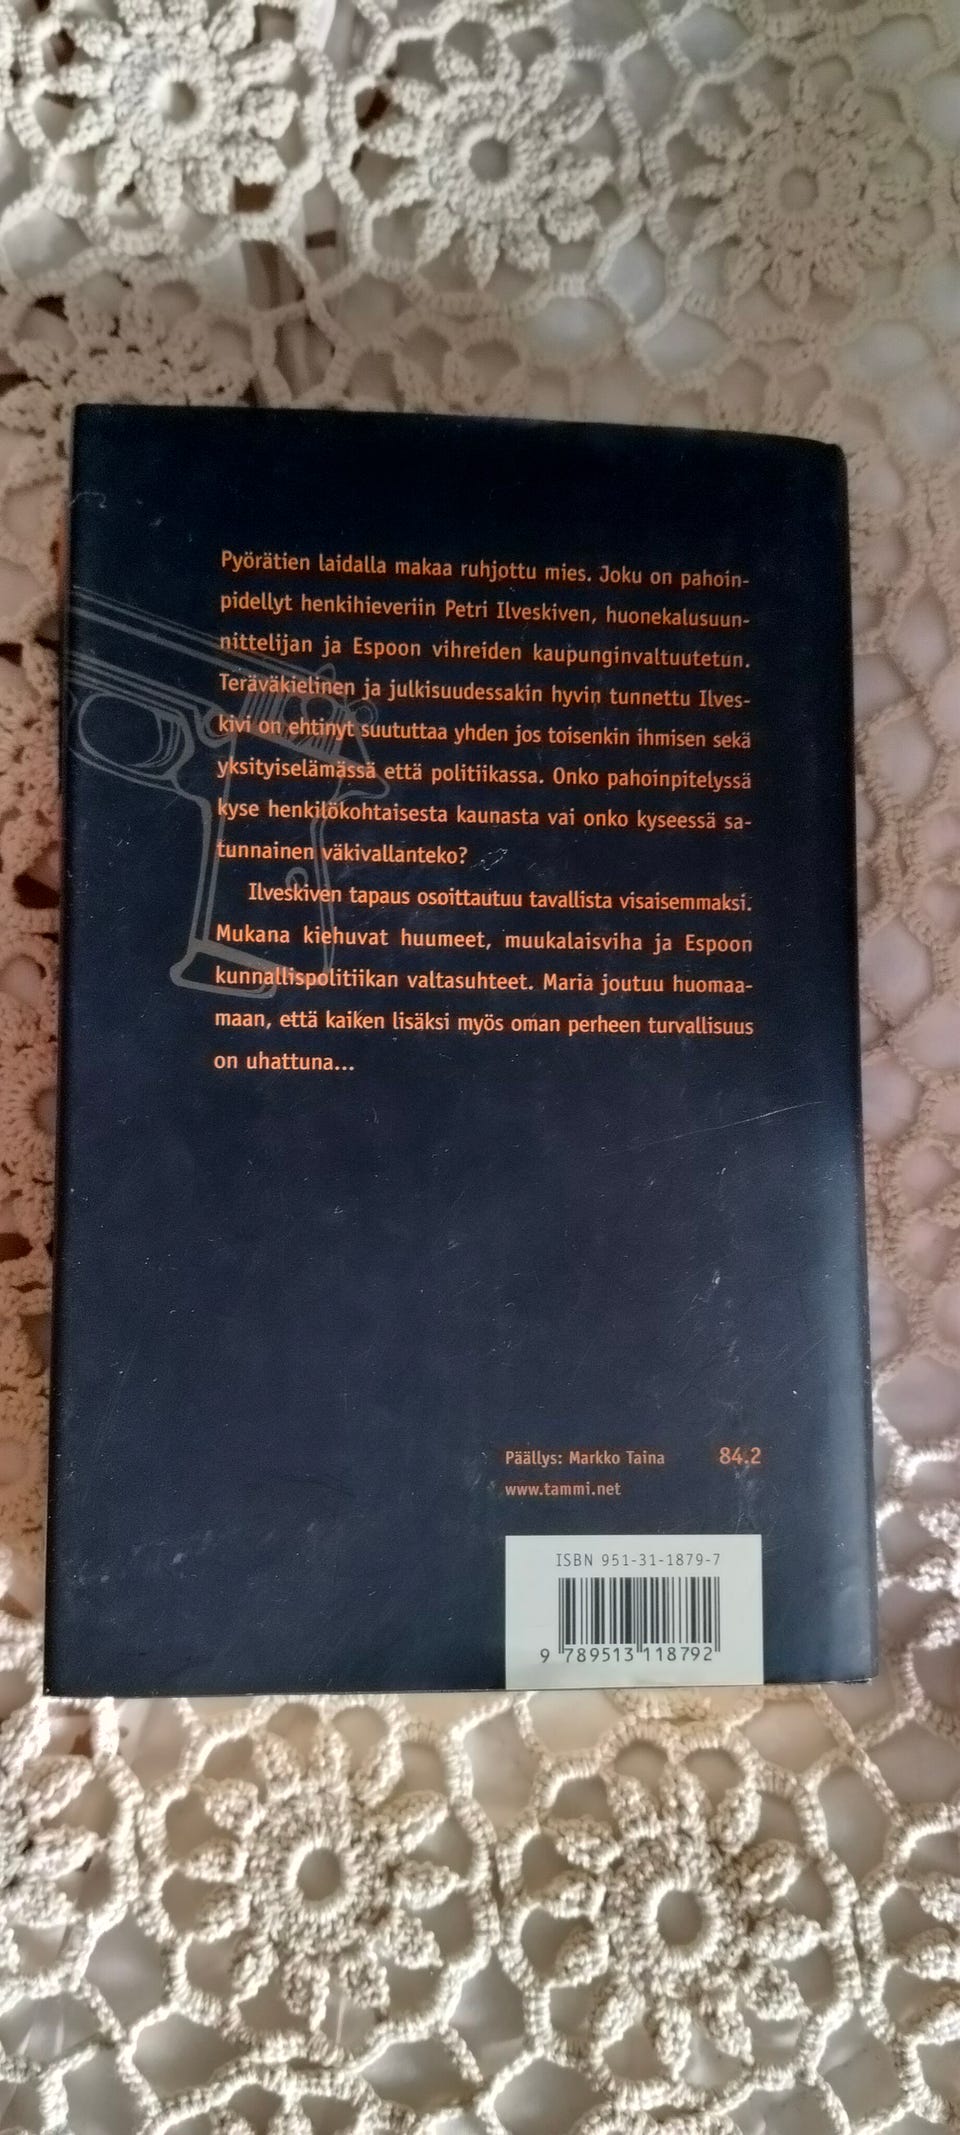 Pyörätien laidalla makaa ruhjottu mies. Joku on pahoin-
pidellyt henkihieveriin Petri Ilveskiven, huonekalusuun-
nittelijan ja Espoon vihreiden kaupunginvaltuutetun.
Teräväkielinen ja julkisuudessakin hyvin tunnettu Ilves-
kivi on ehtinyt suututtaa yhden jos toisenkin ihmisen sekä
yksityiselämässä että politiikassa. Onko pahoinpitelyssä
kyse henkilökohtaisesta kaunasta vai onko kyseessä sa-
tunnainen väkivallanteko?
Ilveskiven tapaus osoittautuu tavallista visaisemmaksi.
Mukana kiehuvat huumeet, muukalaisviha ja Espoon
kunnallispolitiikan valtasuhteet. Maria joutuu huomaa-
maan, että kaiken lisäksi myös oman perheen turvallisuus
on uhattuna...
Päällys: Markko Taina 84.2
www.tammi.net
ISBN 951-31-1879-7
9 789513 118792